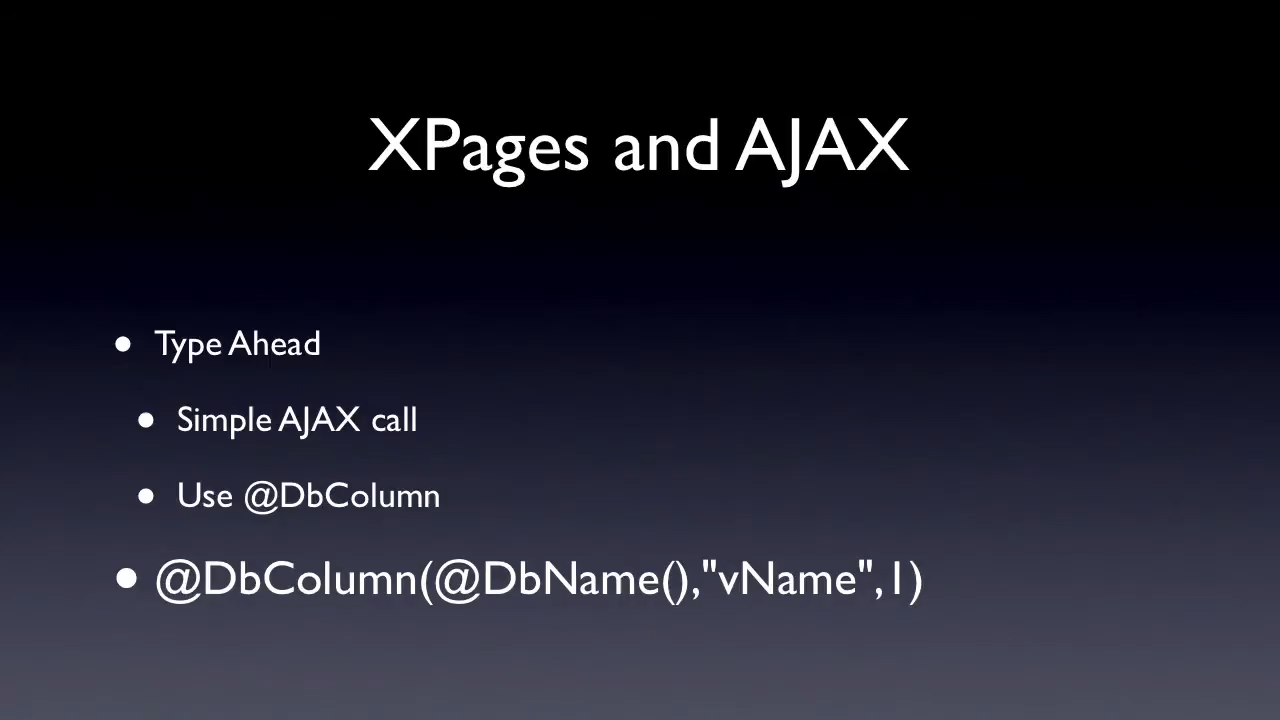 XPages and AJAX
• Type Ahead
• Simple AJAX call
• Use @DbColumn
• @DbColumn(@DbName(),"vName",1)